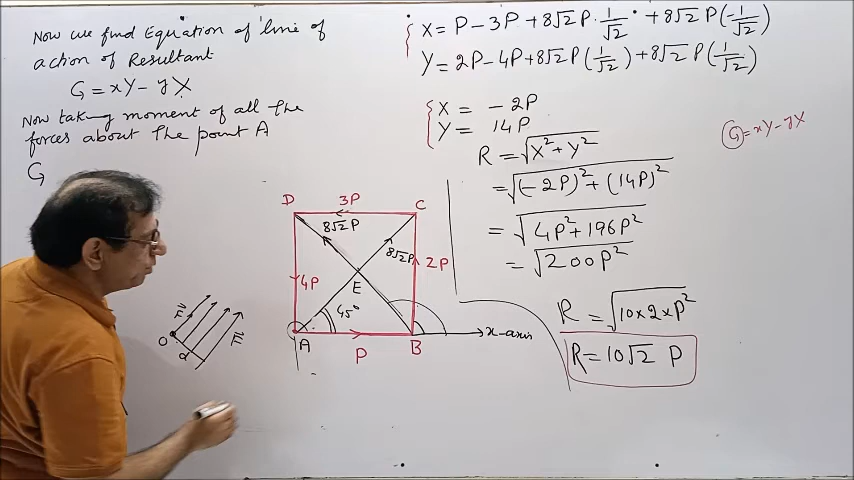 Now we find Equation of line of
action of Resultant
G = xY - yX
Now taking moment of all the
forces about the point A
G
X = P - 3P + 8√2 P · 1/√2 + 8√2 P (-1/√2)
Y = 2P - 4P + 8√2 P (1/√2) + 8√2 P (1/√2)
X = -2P
Y = 14P
R = √X² + Y²
= √(-2P)² + (14P)²
= √4P² + 196P²
= √200P²
R = √10×2×P²
R = 10√2 P
G = xY - yX
D 3P C
8√2 P
8√2 P
4P
2P
E
45°
A P B x-axis
F
O
d
F